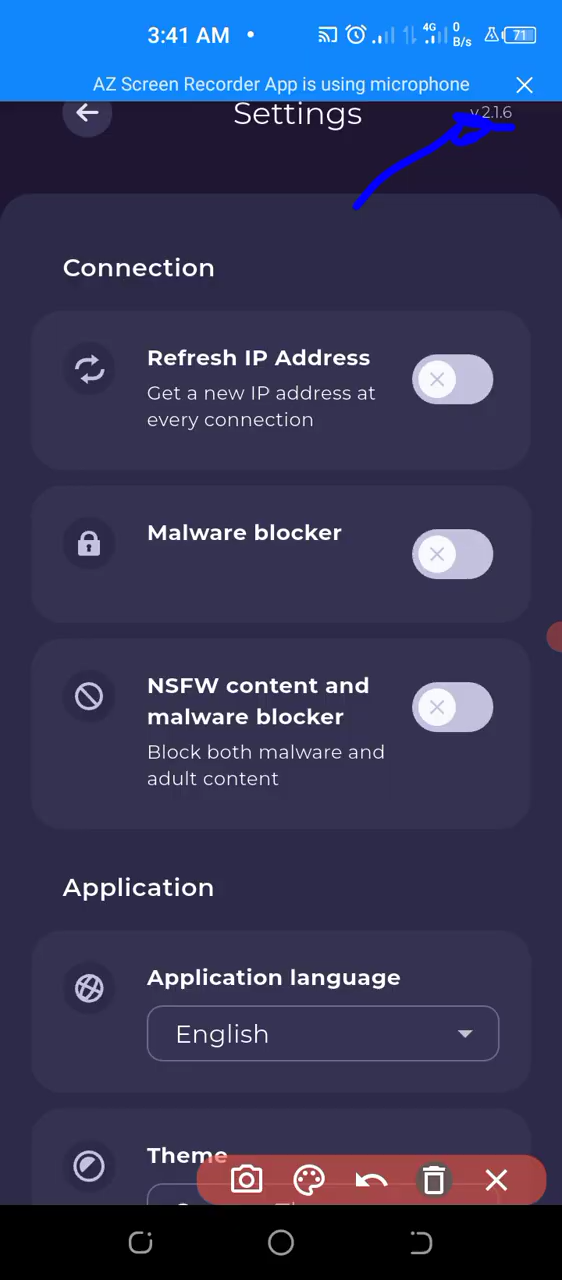 3:41 AM • 4G 0 B/s 71
AZ Screen Recorder App is using microphone
Settings
v 2.1.6
Connection
Refresh IP Address
Get a new IP address at
every connection
Malware blocker
NSFW content and
malware blocker
Block both malware and
adult content
Application
Application language
English
Theme